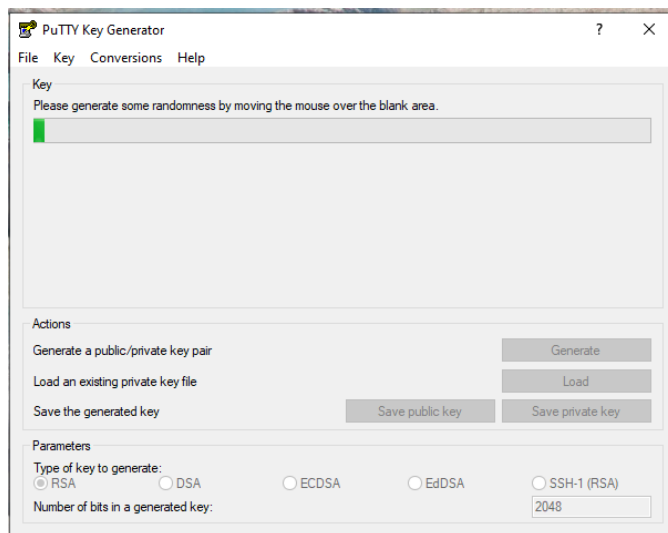 PuTTY Key Generator ? ×
File Key Conversions Help
Key
Please generate some randomness by moving the mouse over the blank area.
Actions
Generate a public/private key pair Generate
Load an existing private key file Load
Save the generated key Save public key Save private key
Parameters
Type of key to generate:
RSA DSA ECDSA EdDSA SSH-1 (RSA)
Number of bits in a generated key: 2048